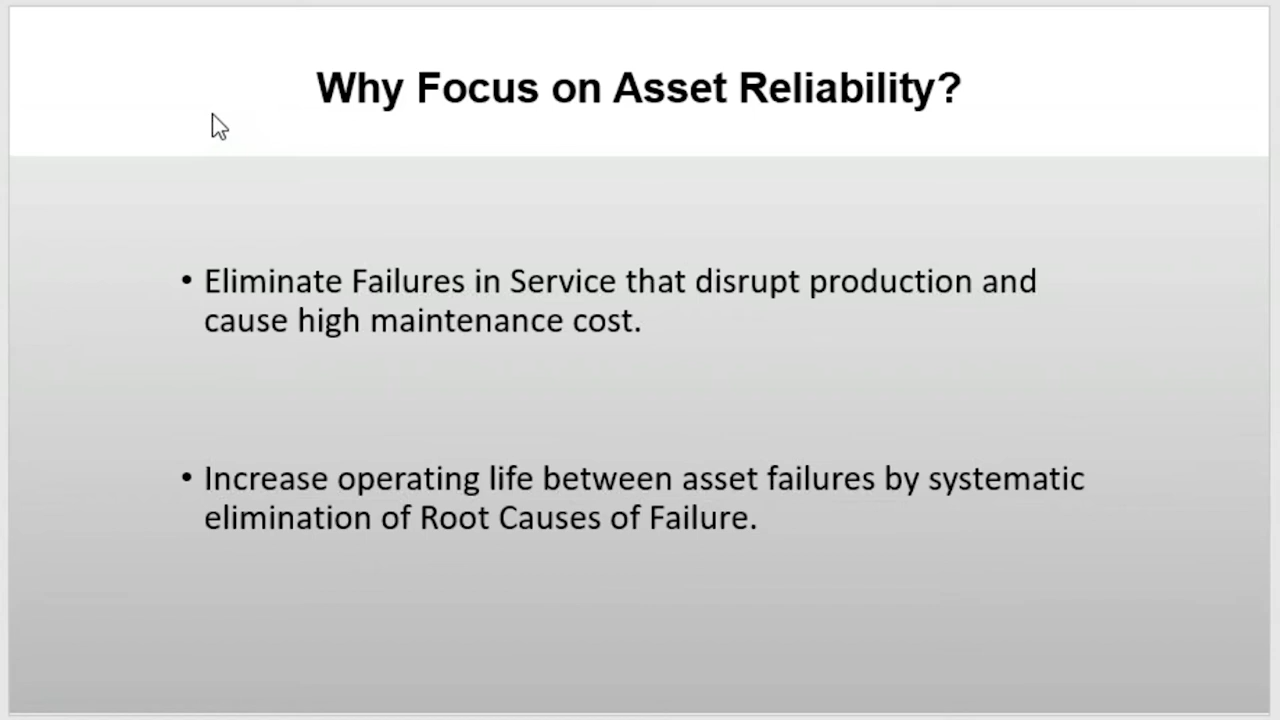 Why Focus on Asset Reliability?
• Eliminate Failures in Service that disrupt production and
cause high maintenance cost.
• Increase operating life between asset failures by systematic
elimination of Root Causes of Failure.